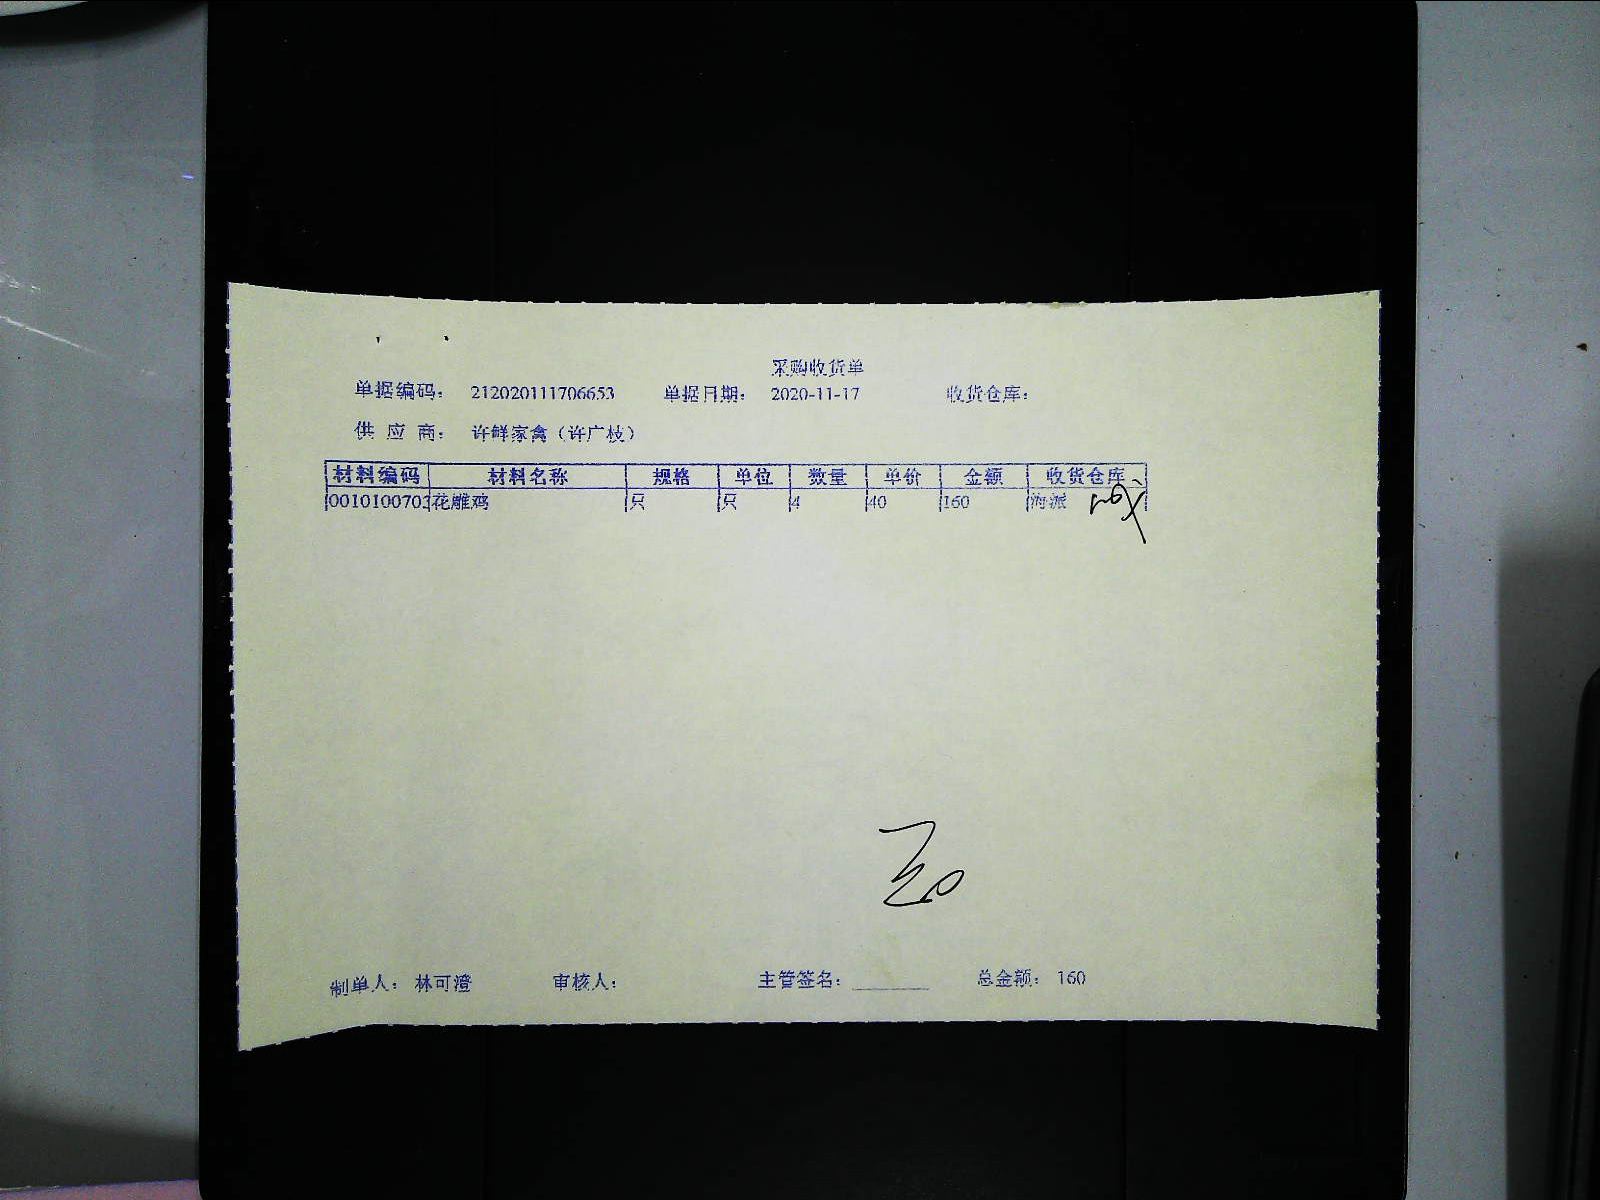 采购收货单
单据编码： 212020111706653 单据日期： 2020-11-17 收货仓库：
供 应 商： 许鲜家禽（许广枝）
材料编码 材料名称 规格 单位 数量 单价 金额 收货仓库
001010070 花雕鸡 只 只 4 40 160 海派
制单人： 林可澄 审核人： 主管签名： 总金额： 160